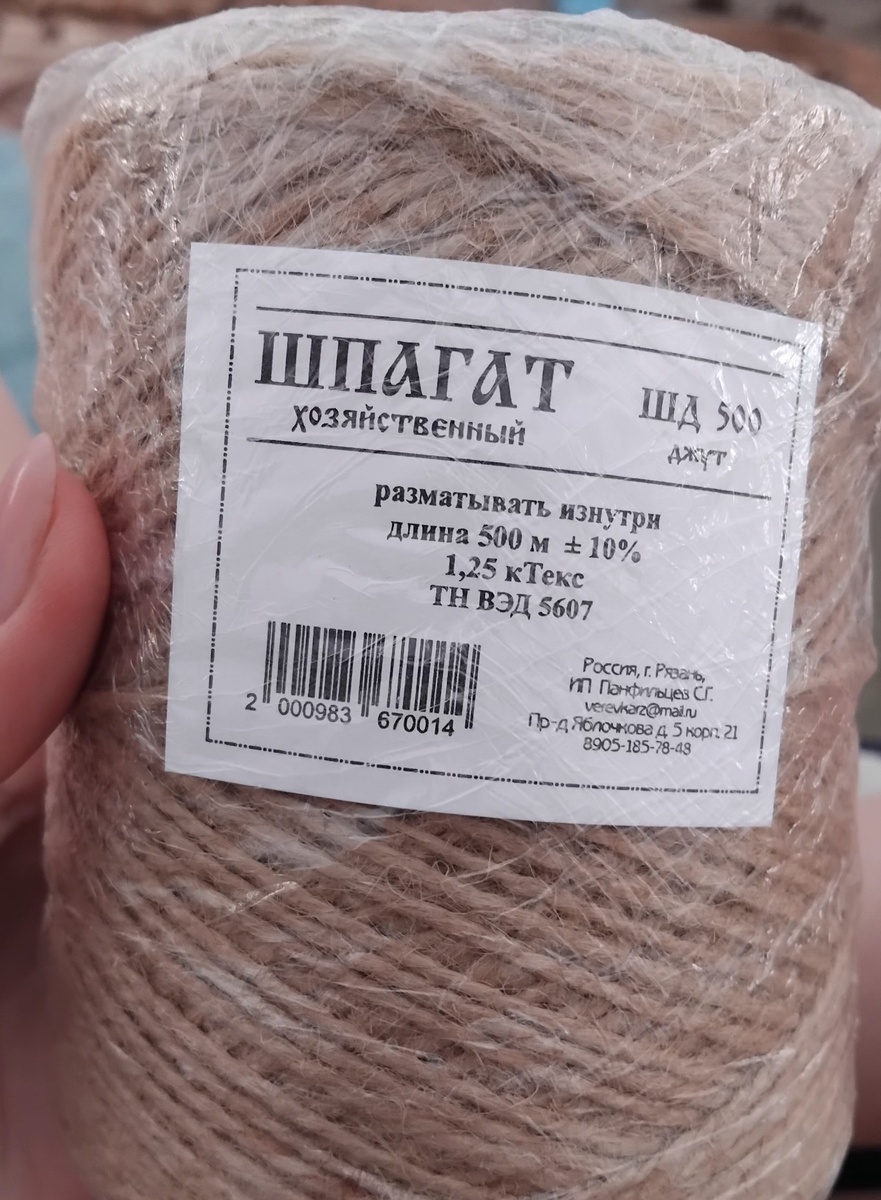 ШПАГАТ
хозяйственный
ШД 500
джут
разматывать изнутри
длина 500 м ± 10%
1,25 кТекс
ТН ВЭД 5607
2 000983 670014
Россия, г. Рязань,
ИП Панфильцев С.Г.
verevkarz@mail.ru
Пр-д Яблочкова д. 5 корп. 21
8905-185-78-48